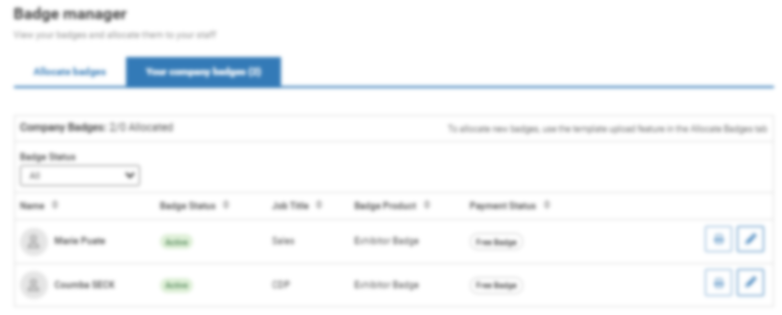 Badge manager
View your badges and allocate them to your staff
Allocate badges
Your company badges (2)
Company Badges: 2/0 Allocated
To allocate new badges, use the template upload feature in the Allocate Badges tab
Badge Status
All
Name Badge Status Job Title Badge Product Payment Status
Marie Active Sales Exhibitor Badge Free Badge
Coumba SECK Active Exhibitor Badge Free Badge